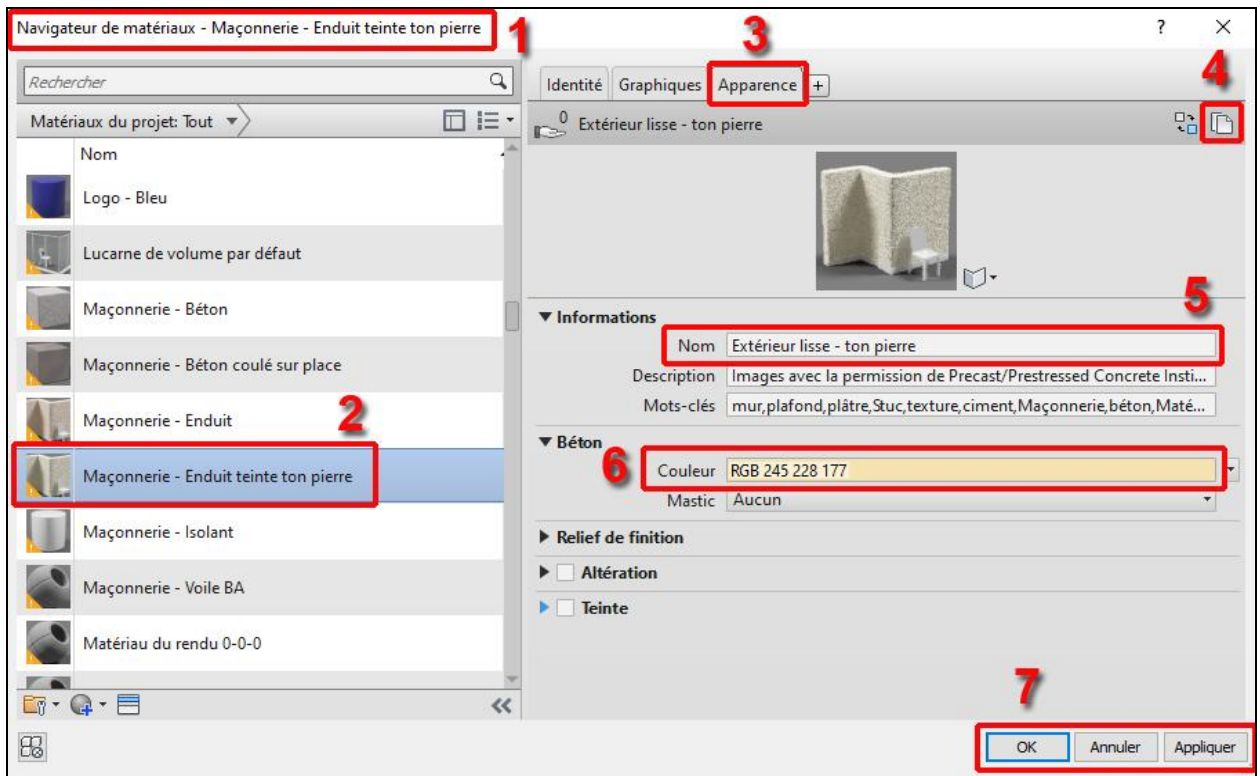 Navigateur de matériaux - Maçonnerie - Enduit teinte ton pierre
1
? ×
Rechercher
Matériaux du projet: Tout
Nom
Logo - Bleu
Lucarne de volume par défaut
Maçonnerie - Béton
Maçonnerie - Béton coulé sur place
Maçonnerie - Enduit
2
Maçonnerie - Enduit teinte ton pierre
Maçonnerie - Isolant
Maçonnerie - Voile BA
Matériau du rendu 0-0-0
3
4
Identité Graphiques Apparence +
0 Extérieur lisse - ton pierre
5
Informations
Nom Extérieur lisse - ton pierre
Description Images avec la permission de Precast/Prestressed Concrete Insti...
Mots-clés mur,plafond,plâtre,Stuc,texture,ciment,Maçonnerie,béton,Maté...
Béton
6
Couleur RGB 245 228 177
Mastic Aucun
Relief de finition
Altération
Teinte
7
OK Annuler Appliquer